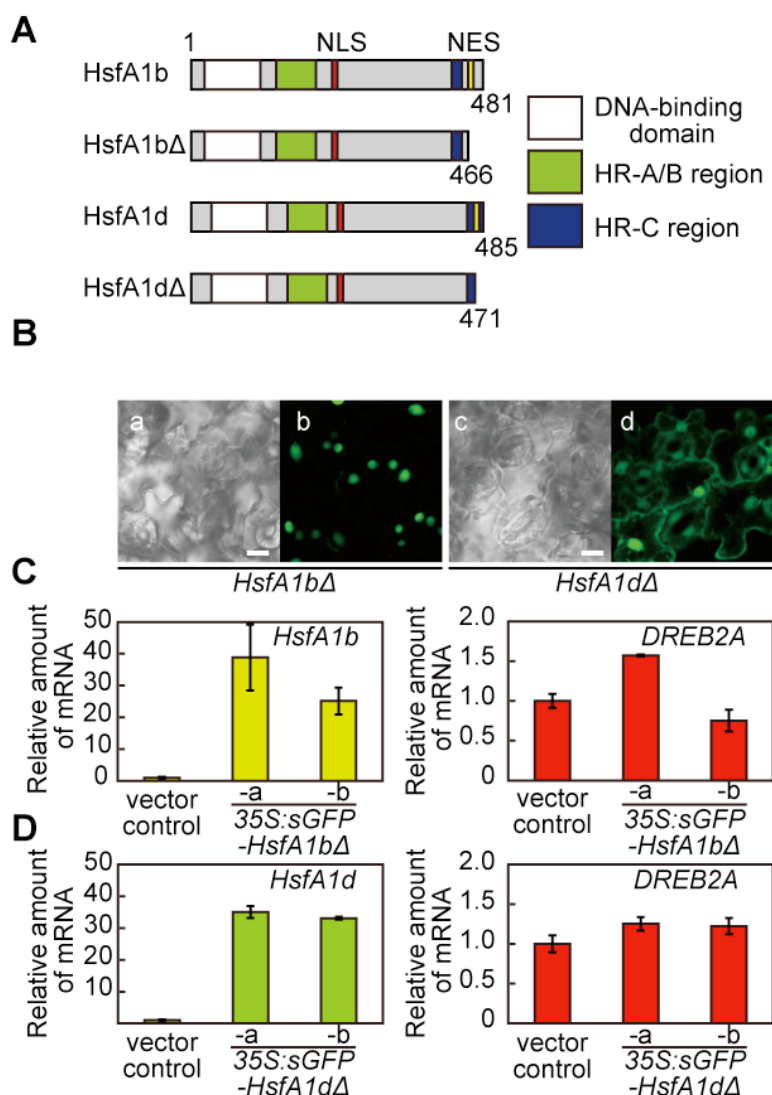 A
1 NLS NES
HsfA1b
481
HsfA1bΔ
466
HsfA1d
485
HsfA1dΔ
471
DNA-binding
domain
HR-A/B region
HR-C region
B
a b c d
HsfA1bΔ HsfA1dΔ
C
Relative amount
of mRNA
50
40
30
20
10
0
HsfA1b
vector
control
-a -b
35S:sGFP
-HsfA1bΔ
Relative amount
of mRNA
2.0
1.5
1.0
0.5
0
DREB2A
vector
control
-a -b
35S:sGFP
-HsfA1bΔ
D
Relative amount
of mRNA
50
40
30
20
10
HsfA1d
vector
control
-a -b
35S:sGFP
-HsfA1dΔ
Relative amount
of mRNA
2.0
1.5
1.0
0.5
0
DREB2A
vector
control
-a -b
35S:sGFP
-HsfA1dΔ